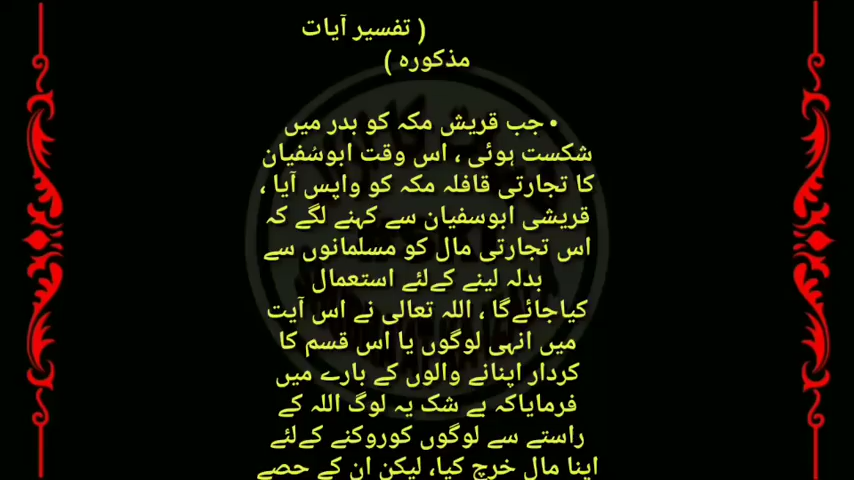 ( تفسیر آیات
مذکورہ )
• جب قریش مکہ کو بدر میں
شکست ہوئی ، اس وقت ابوسُفیان
کا تجارتی قافلہ مکہ کو واپس آیا ،
قریشی ابوسفیان سے کہنے لگے کہ
اس تجارتی مال کو مسلمانوں سے
بدلہ لینے کےلئے استعمال
کیاجائےگا ، اللہ تعالی نے اس آیت
میں انہی لوگوں یا اس قسم کا
کردار اپنانے والوں کے بارے میں
فرمایاکہ بے شک یہ لوگ اللہ کے
راستے سے لوگوں کوروکنے کےلئے
اپنا مال خرچ کیا، لیکن ان کے حصے